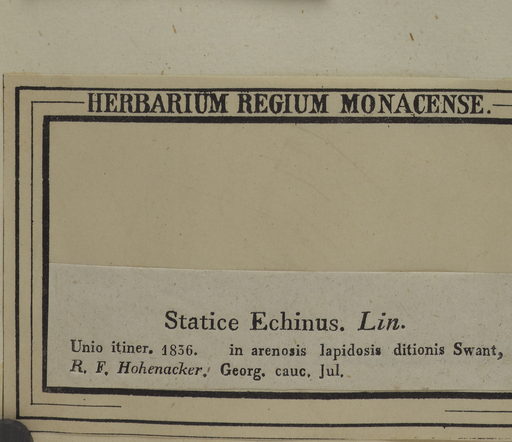 HERBARIUM REGIUM MONACENSE.
Statice Echinus. Lin.
Unio itiner. 1836. in arenosis lapidosis ditionis Swant,
R. F. Hohenacker. Georg. cauc. Jul.